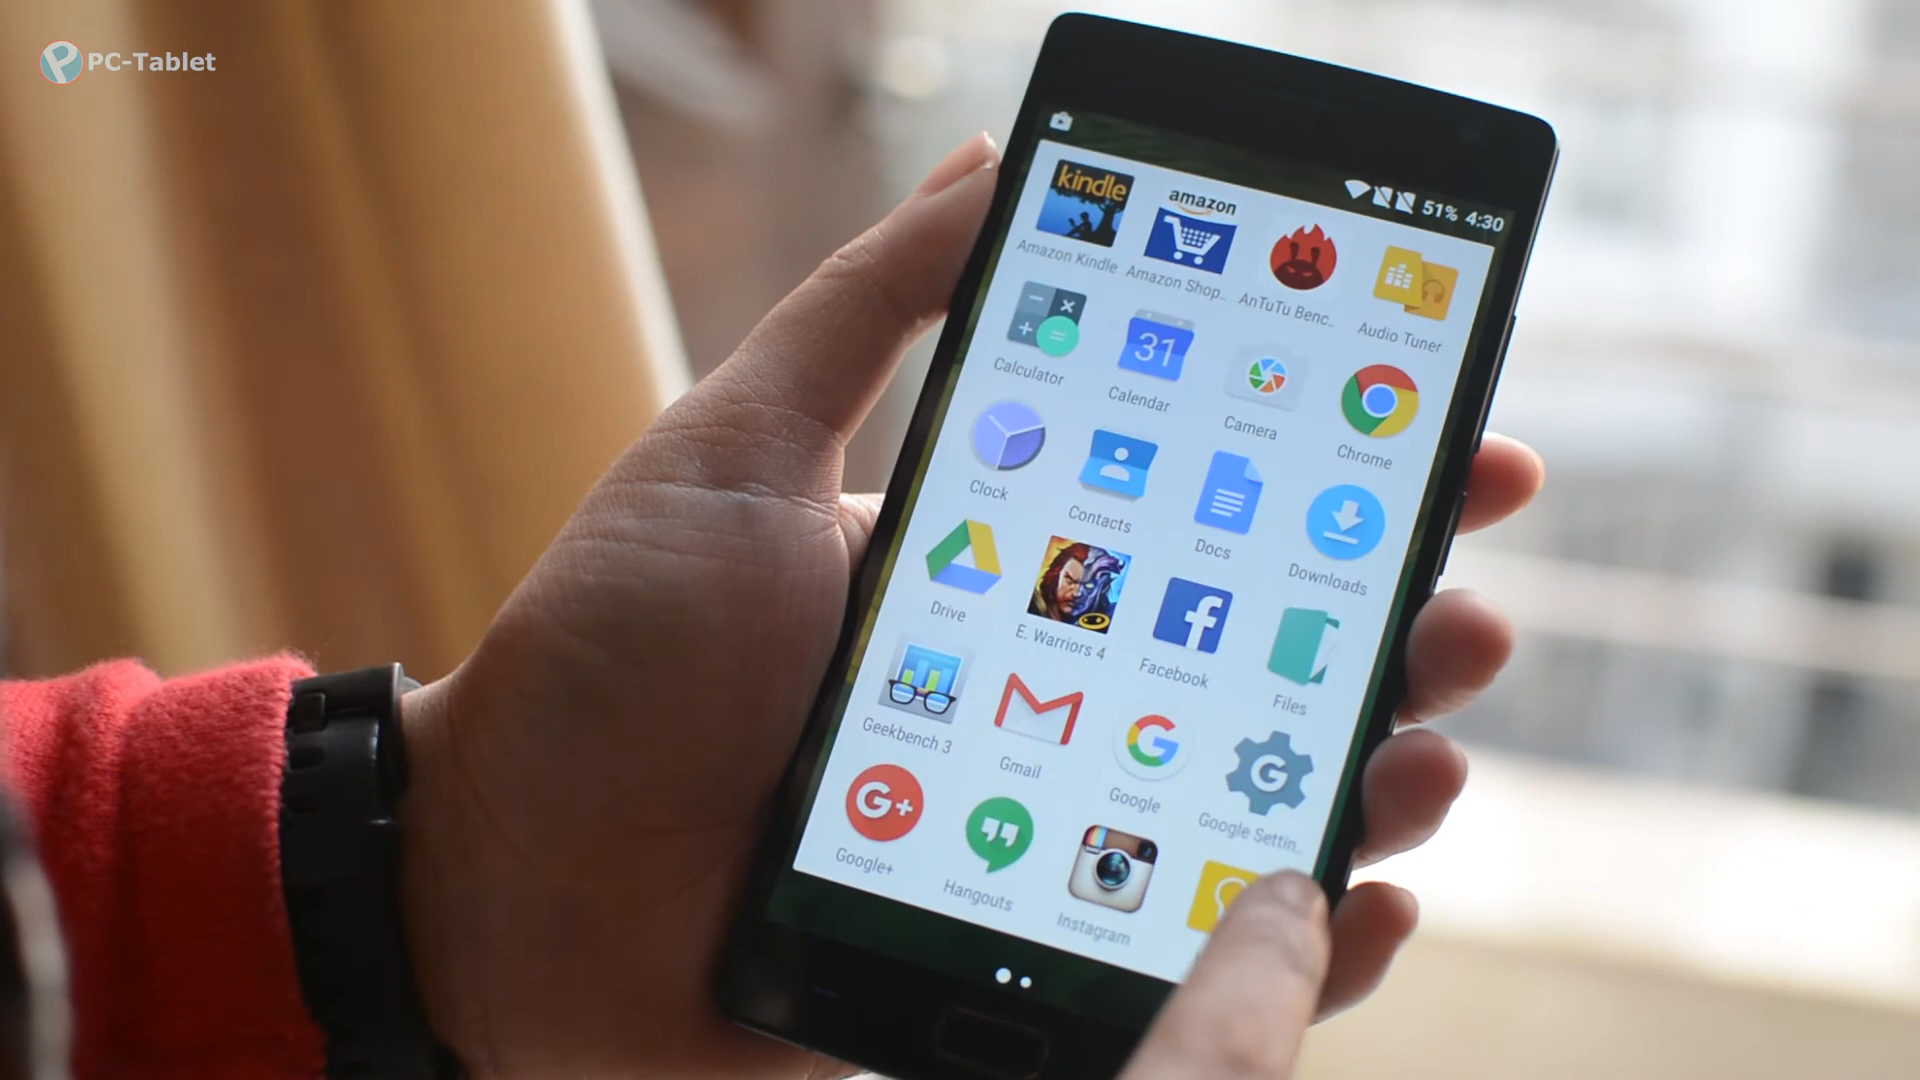 PC-Tablet
51% 4:30
kindle
amazon
Amazon Kindle
Amazon Shop..
AnTuTu Benc..
Audio Tuner
31
Calculator
Calendar
Camera
Chrome
Clock
Contacts
Docs
Downloads
Drive
E. Warriors 4
Facebook
Files
Geekbench 3
Gmail
Google
Google Settin..
G+
Google+
Hangouts
Instagram